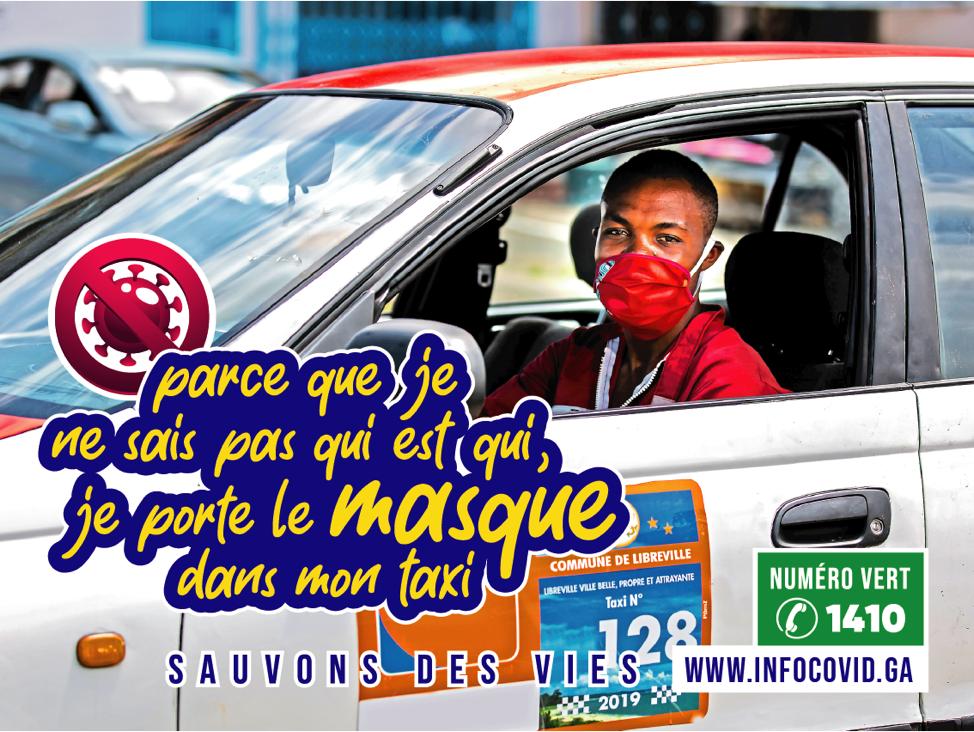 parce que je
ne sais pas qui est qui,
je porte le masque
dans mon taxi
COMMUNE DE LIBREVILLE
LIBREVILLE VILLE BELLE, PROPRE ET ATTRAYANTE
Taxi N°
128
2019
NUMÉRO VERT
1410
SAUVONS DES VIES
WWW.INFOCOVID.GA